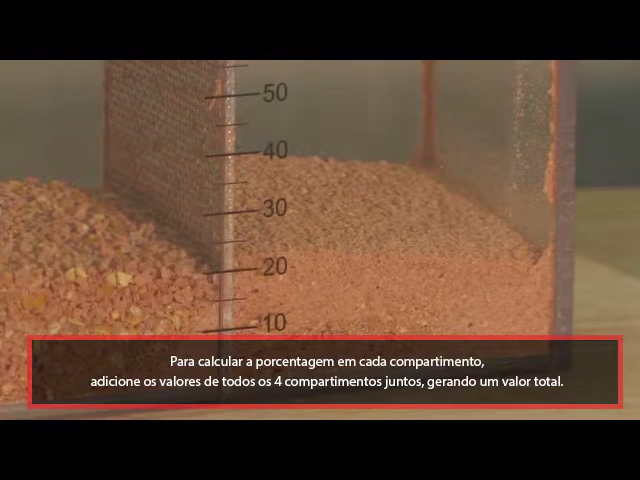 50
40
30
20
10
Para calcular a porcentagem em cada compartimento,
adicione os valores de todos os 4 compartimentos juntos, gerando um valor total.